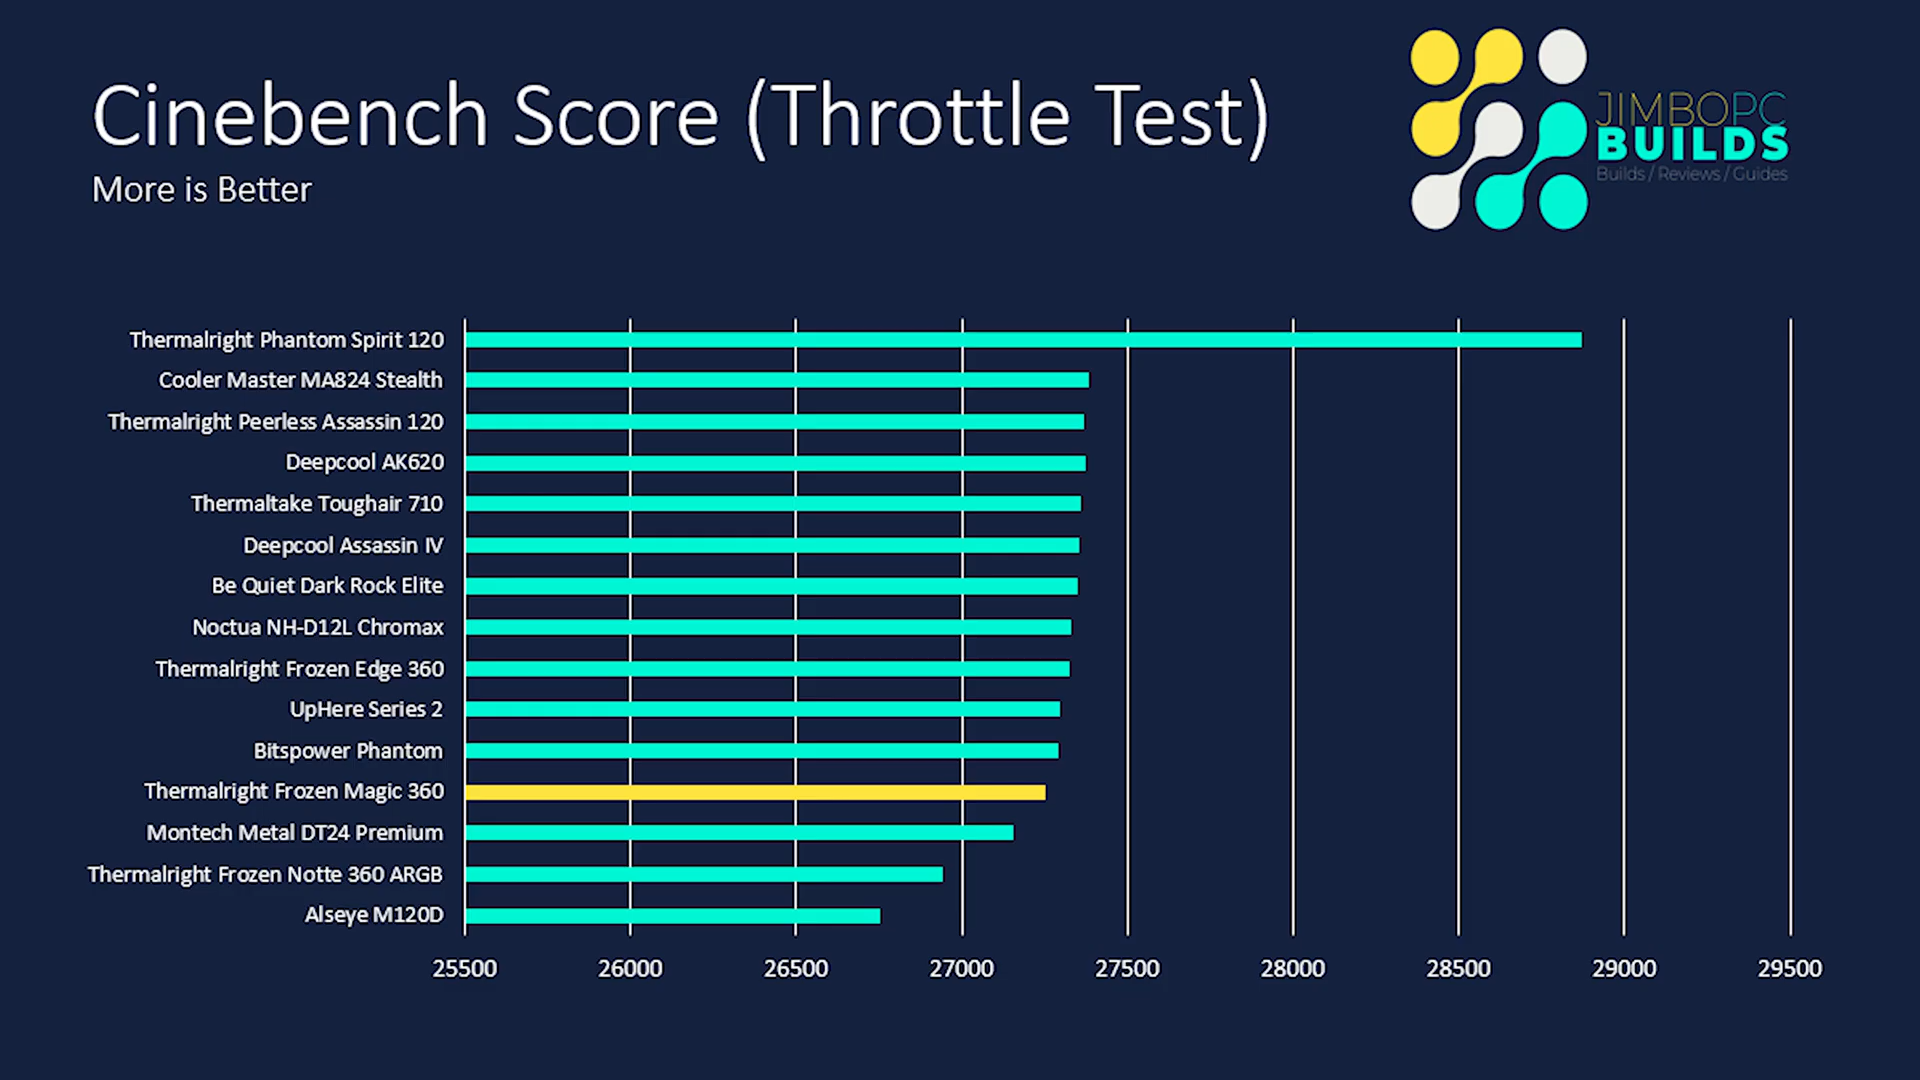 Cinebench Score (Throttle Test)
More is Better
JIMBOPC
BUILDS
Builds / Reviews / Guides
Thermalright Phantom Spirit 120
Cooler Master MA824 Stealth
Thermalright Peerless Assassin 120
Deepcool AK620
Thermaltake Toughair 710
Deepcool Assassin IV
Be Quiet Dark Rock Elite
Noctua NH-D12L Chromax
Thermalright Frozen Edge 360
UpHere Series 2
Bitspower Phantom
Thermalright Frozen Magic 360
Montech Metal DT24 Premium
Thermalright Frozen Notte 360 ARGB
Alseye M120D
25500 26000 26500 27000 27500 28000 28500 29000 29500